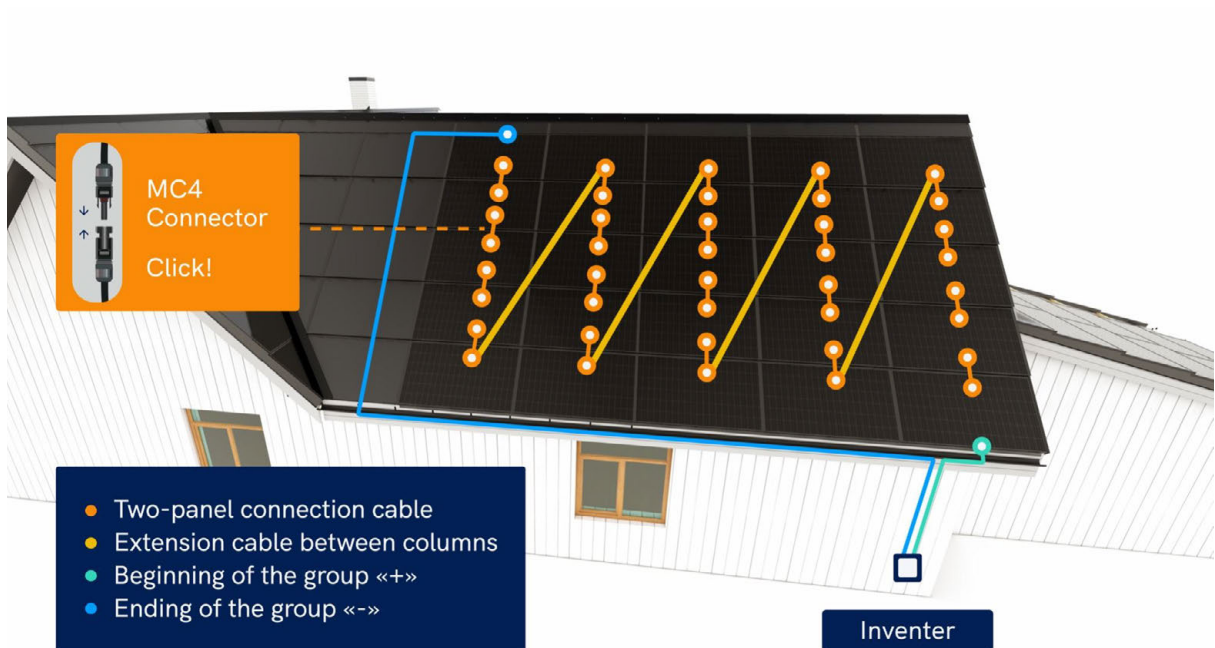 MC4
Connector
Click!
Two-panel connection cable
Extension cable between columns
Beginning of the group «+»
Ending of the group «-»
Inventer